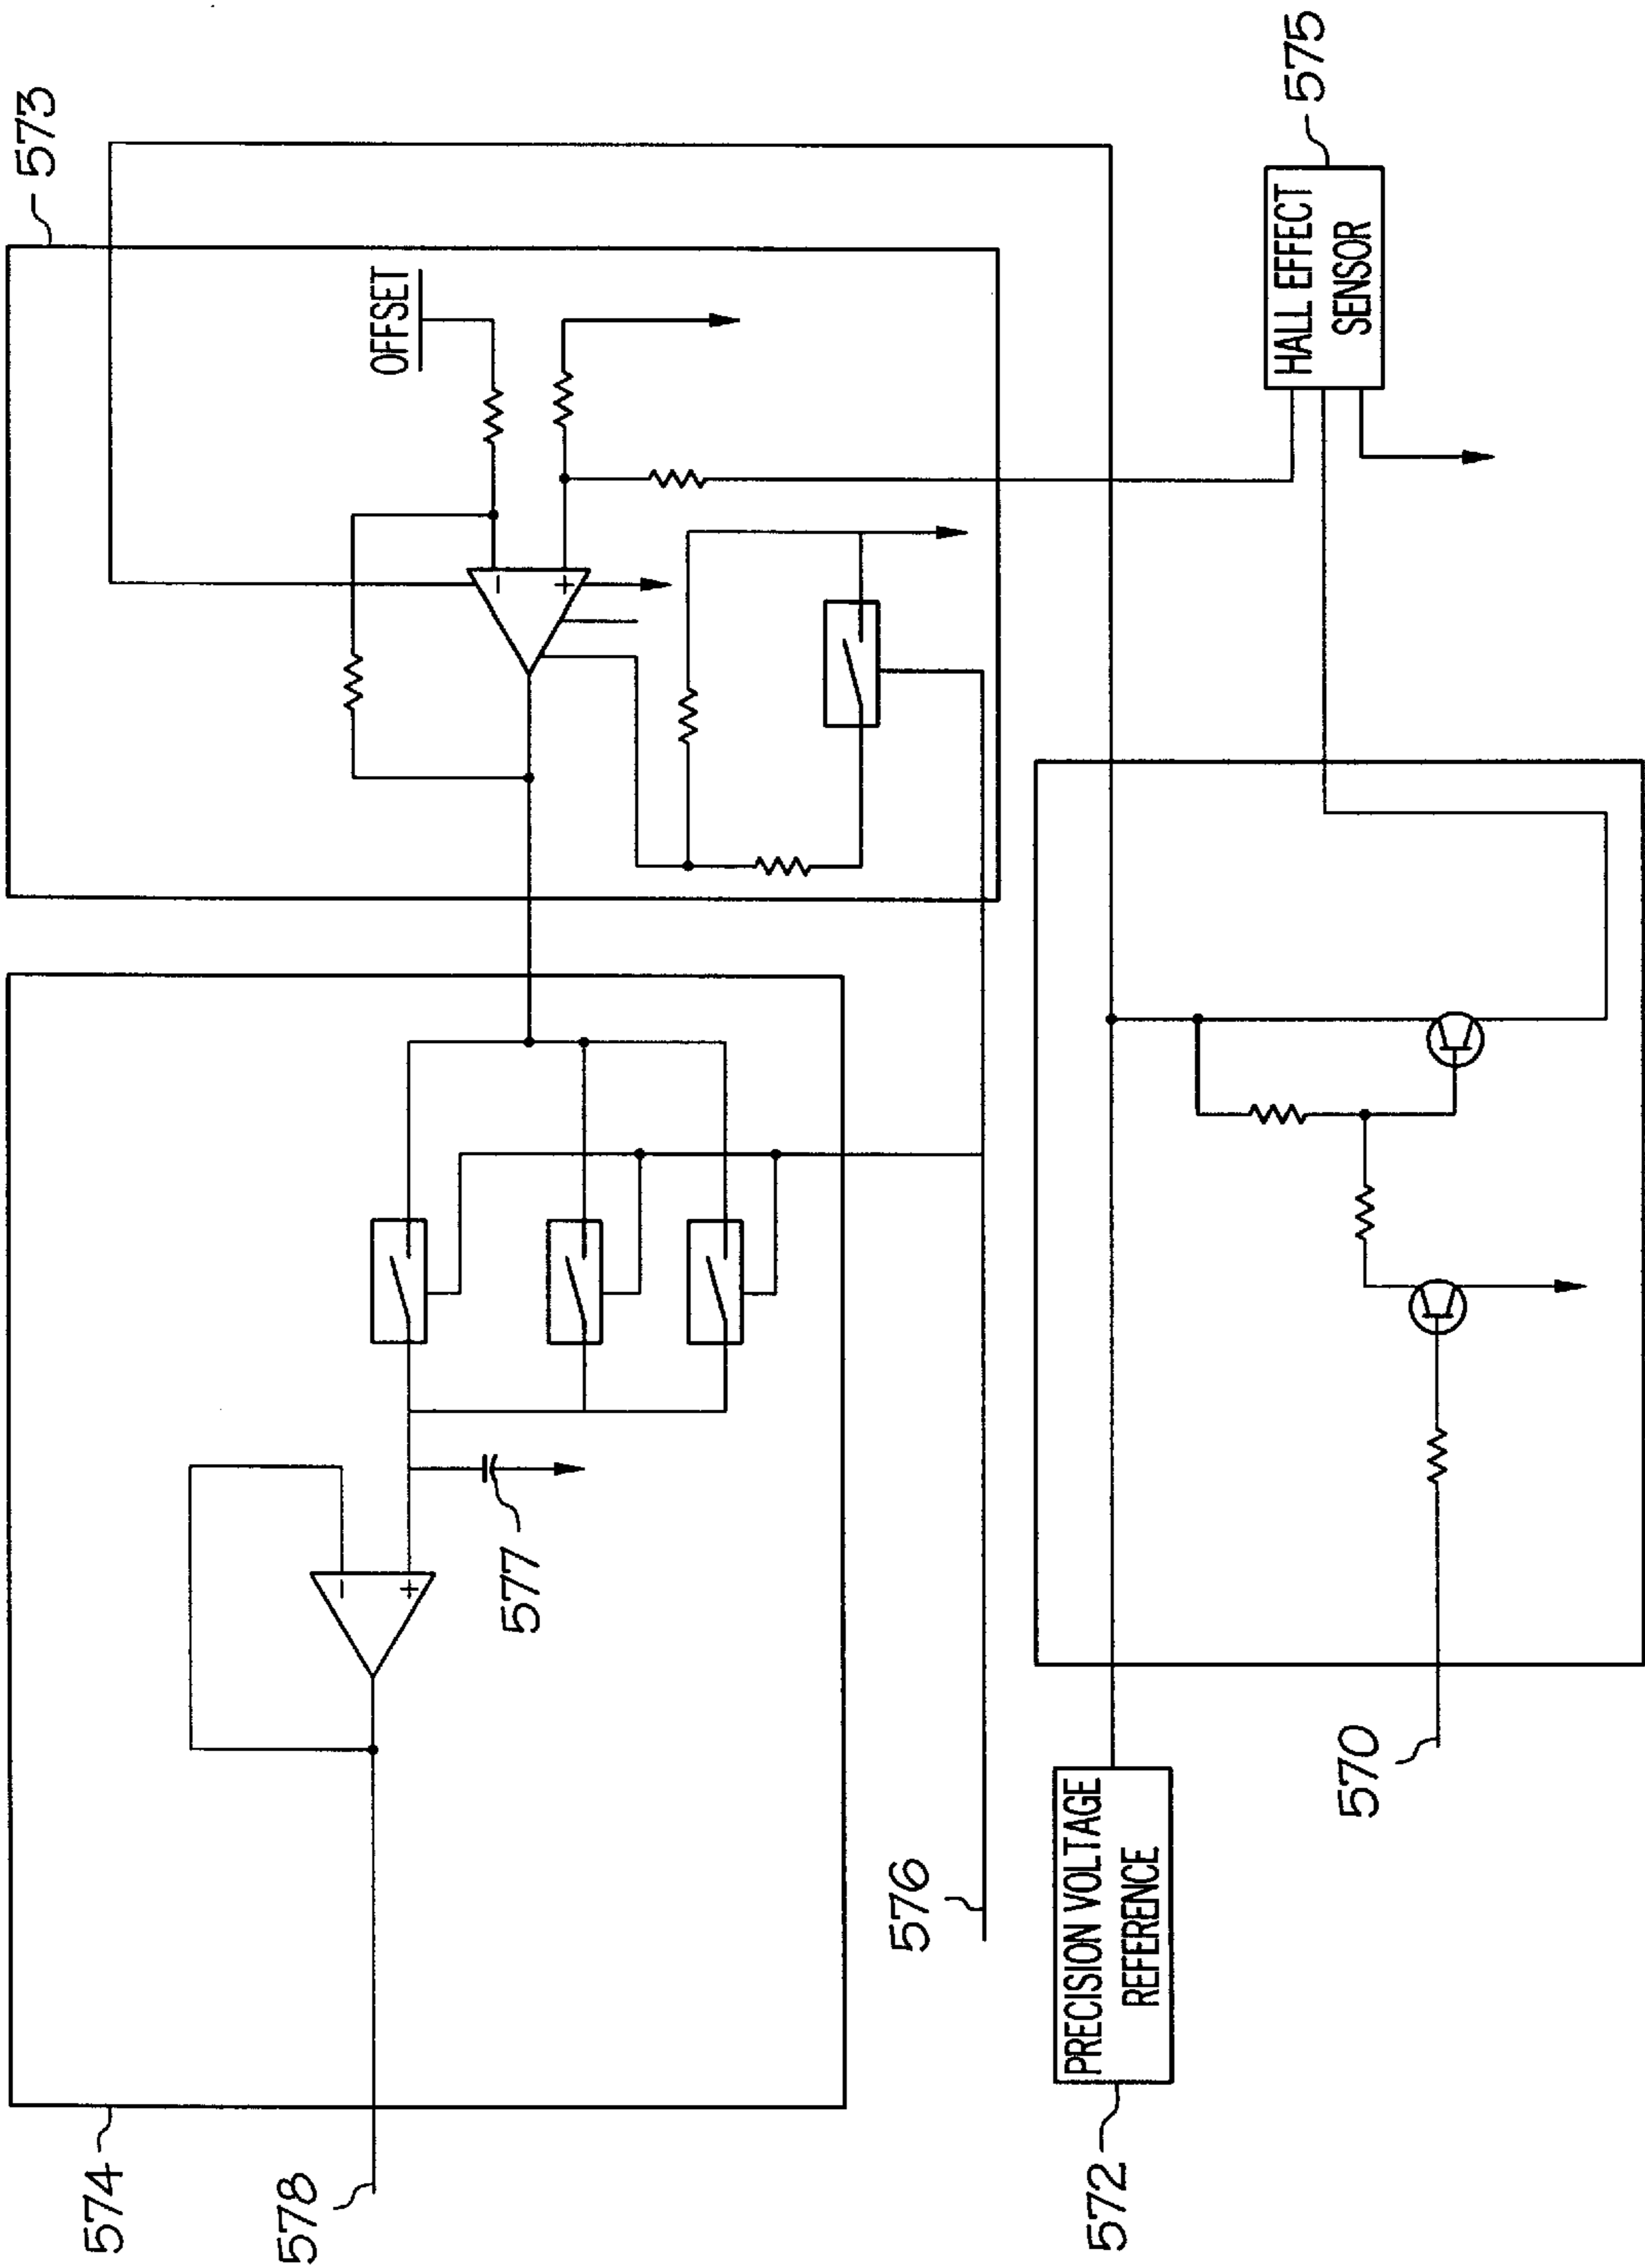 574
578
573
OFFSET
577
576
PRECISION VOLTAGE
REFERENCE
572
570
HALL EFFECT
SENSOR
575